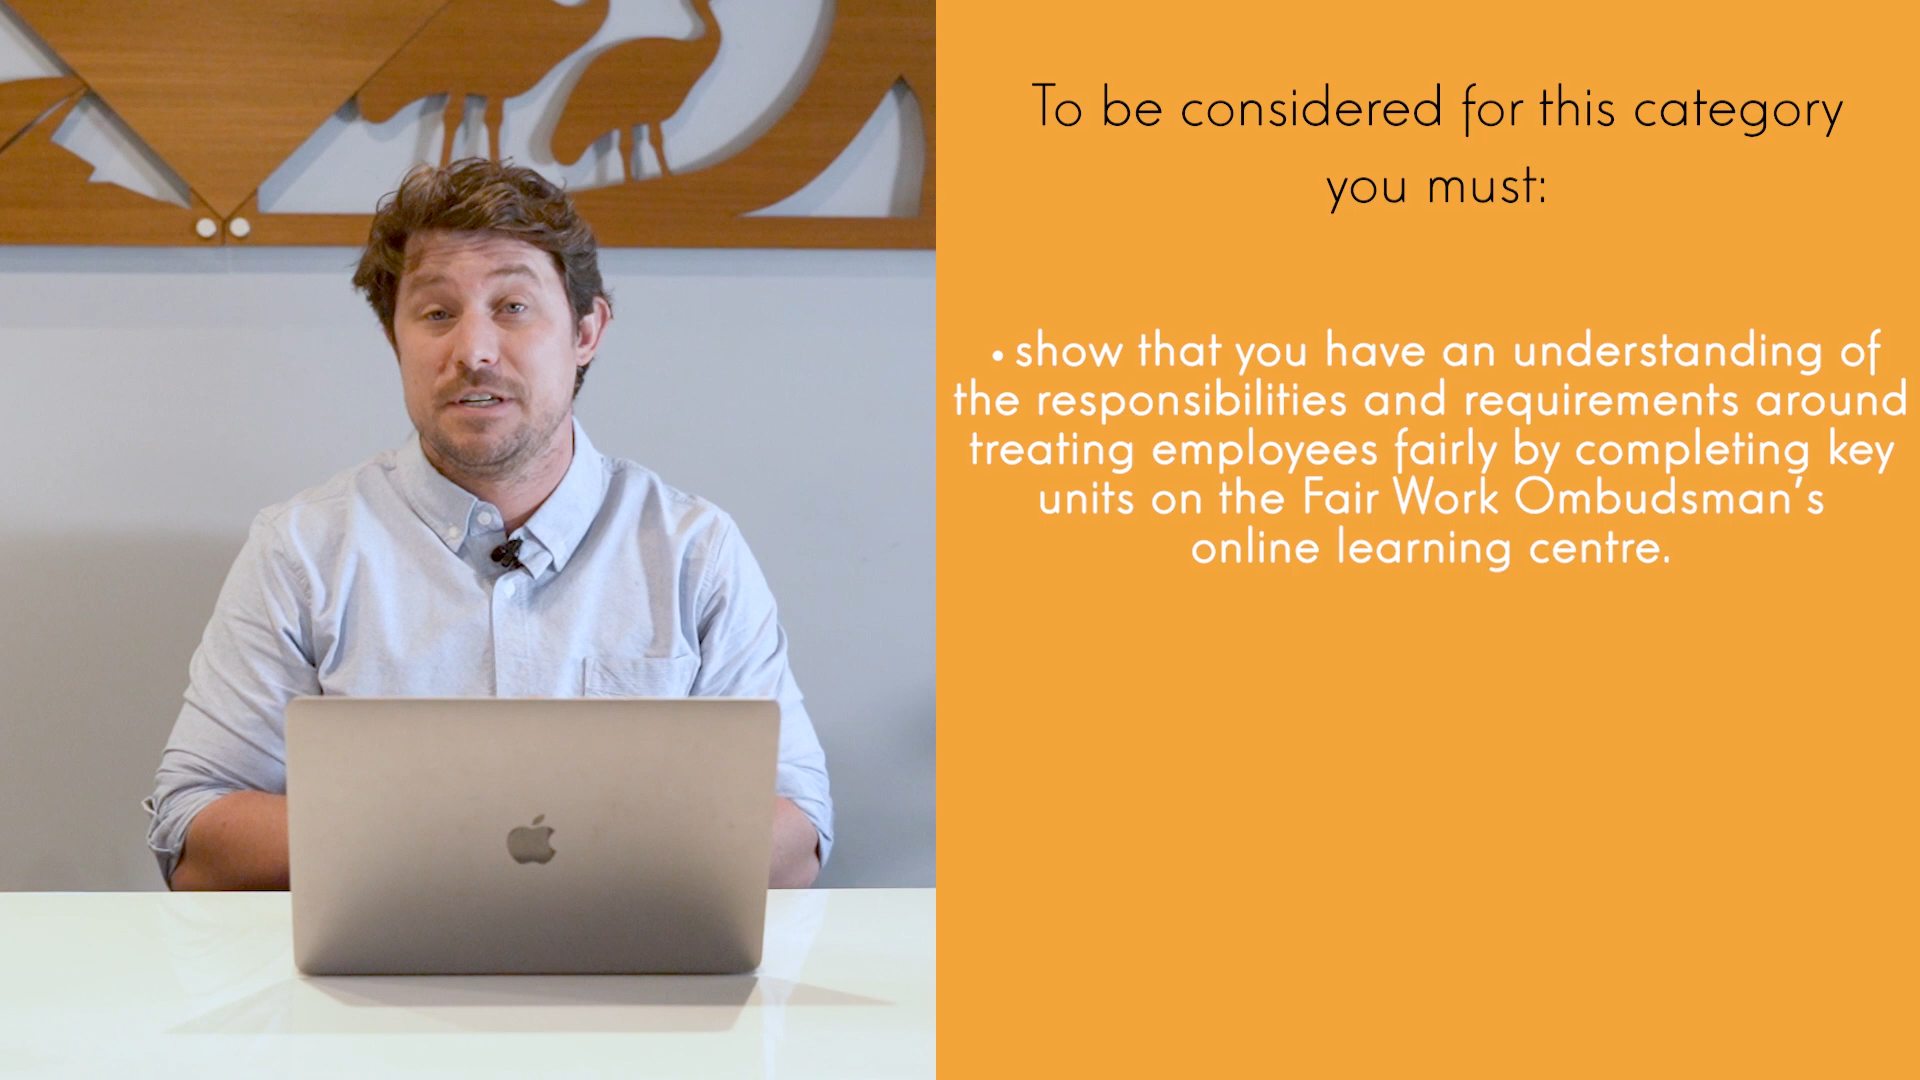 To be considered for this category
you must:
• show that you have an understanding of
the responsibilities and requirements around
treating employees fairly by completing key
units on the Fair Work Ombudsman's
online learning centre.